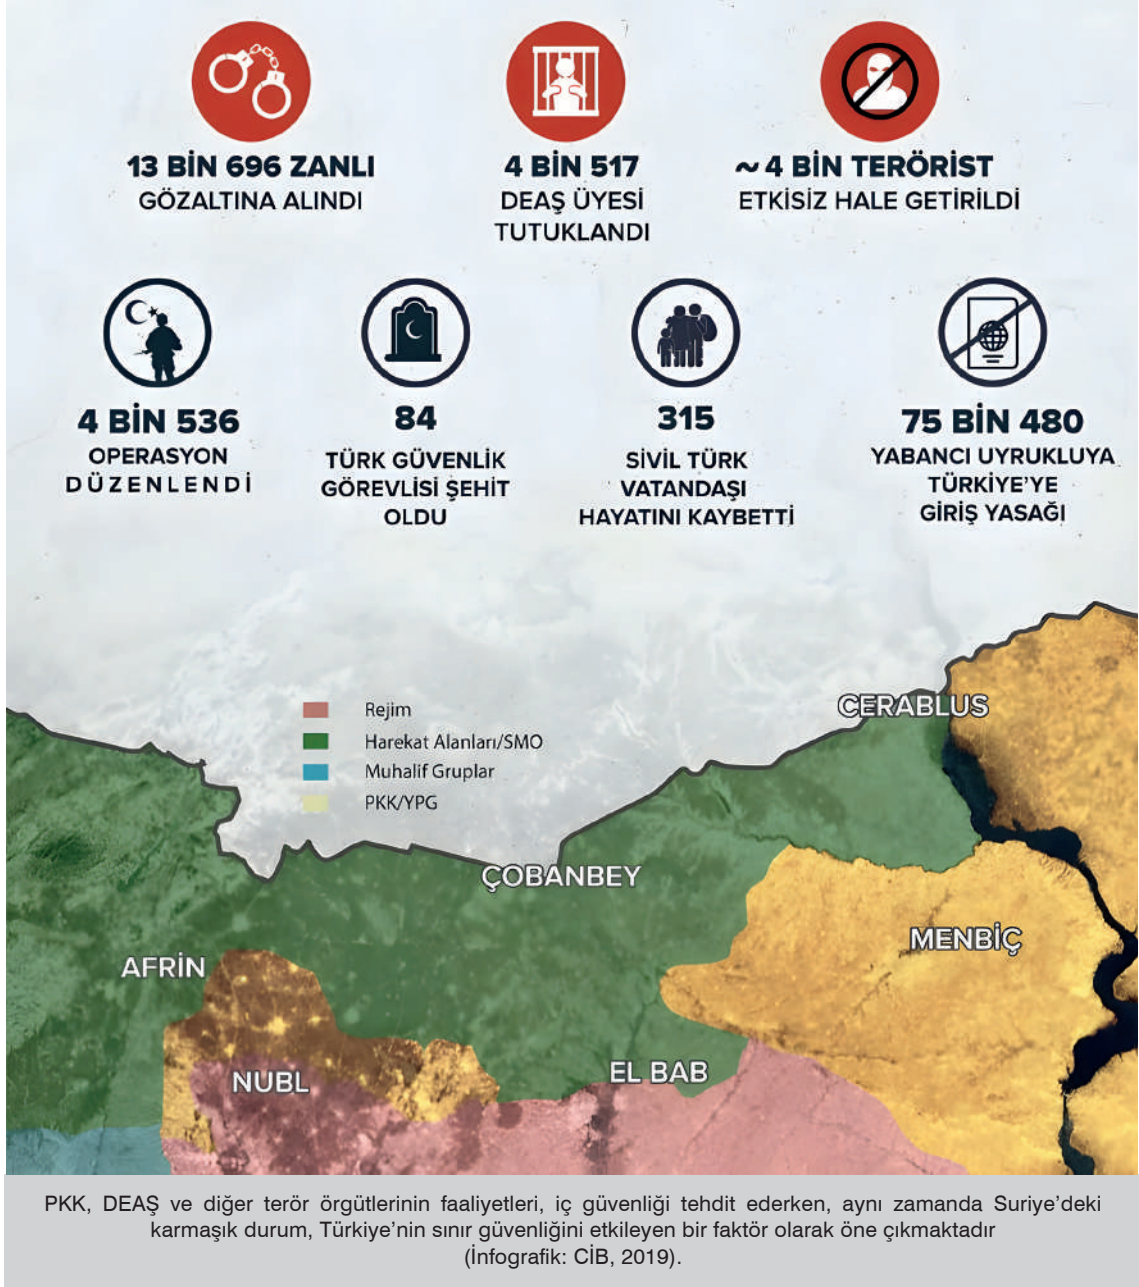 13 BİN 696 ZANLI
GÖZALTINA ALINDI
4 BİN 517
DEAŞ ÜYESİ
TUTUKLANDI
~ 4 BİN TERÖRİST
ETKİSİZ HALE GETİRİLDİ
4 BİN 536
OPERASYON
DÜZENLENDİ
84
TÜRK GÜVENLİK
GÖREVLİSİ ŞEHİT
OLDU
315
SİVİL TÜRK
VATANDAŞI
HAYATINI KAYBETTİ
75 BİN 480
YABANCI UYRUKLUYA
TÜRKİYE'YE
GİRİŞ YASAĞI
CERABLUS
Rejim
Harekat Alanları/SMO
Muhalif Gruplar
PKK/YPG
ÇOBANBEY
MENBİÇ
AFRİN
NUBL
EL BAB
PKK, DEAŞ ve diğer terör örgütlerinin faaliyetleri, iç güvenliği tehdit ederken, aynı zamanda Suriye'deki
karmaşık durum, Türkiye'nin sınır güvenliğini etkileyen bir faktör olarak öne çıkmaktadır
(İnfografik: CİB, 2019).